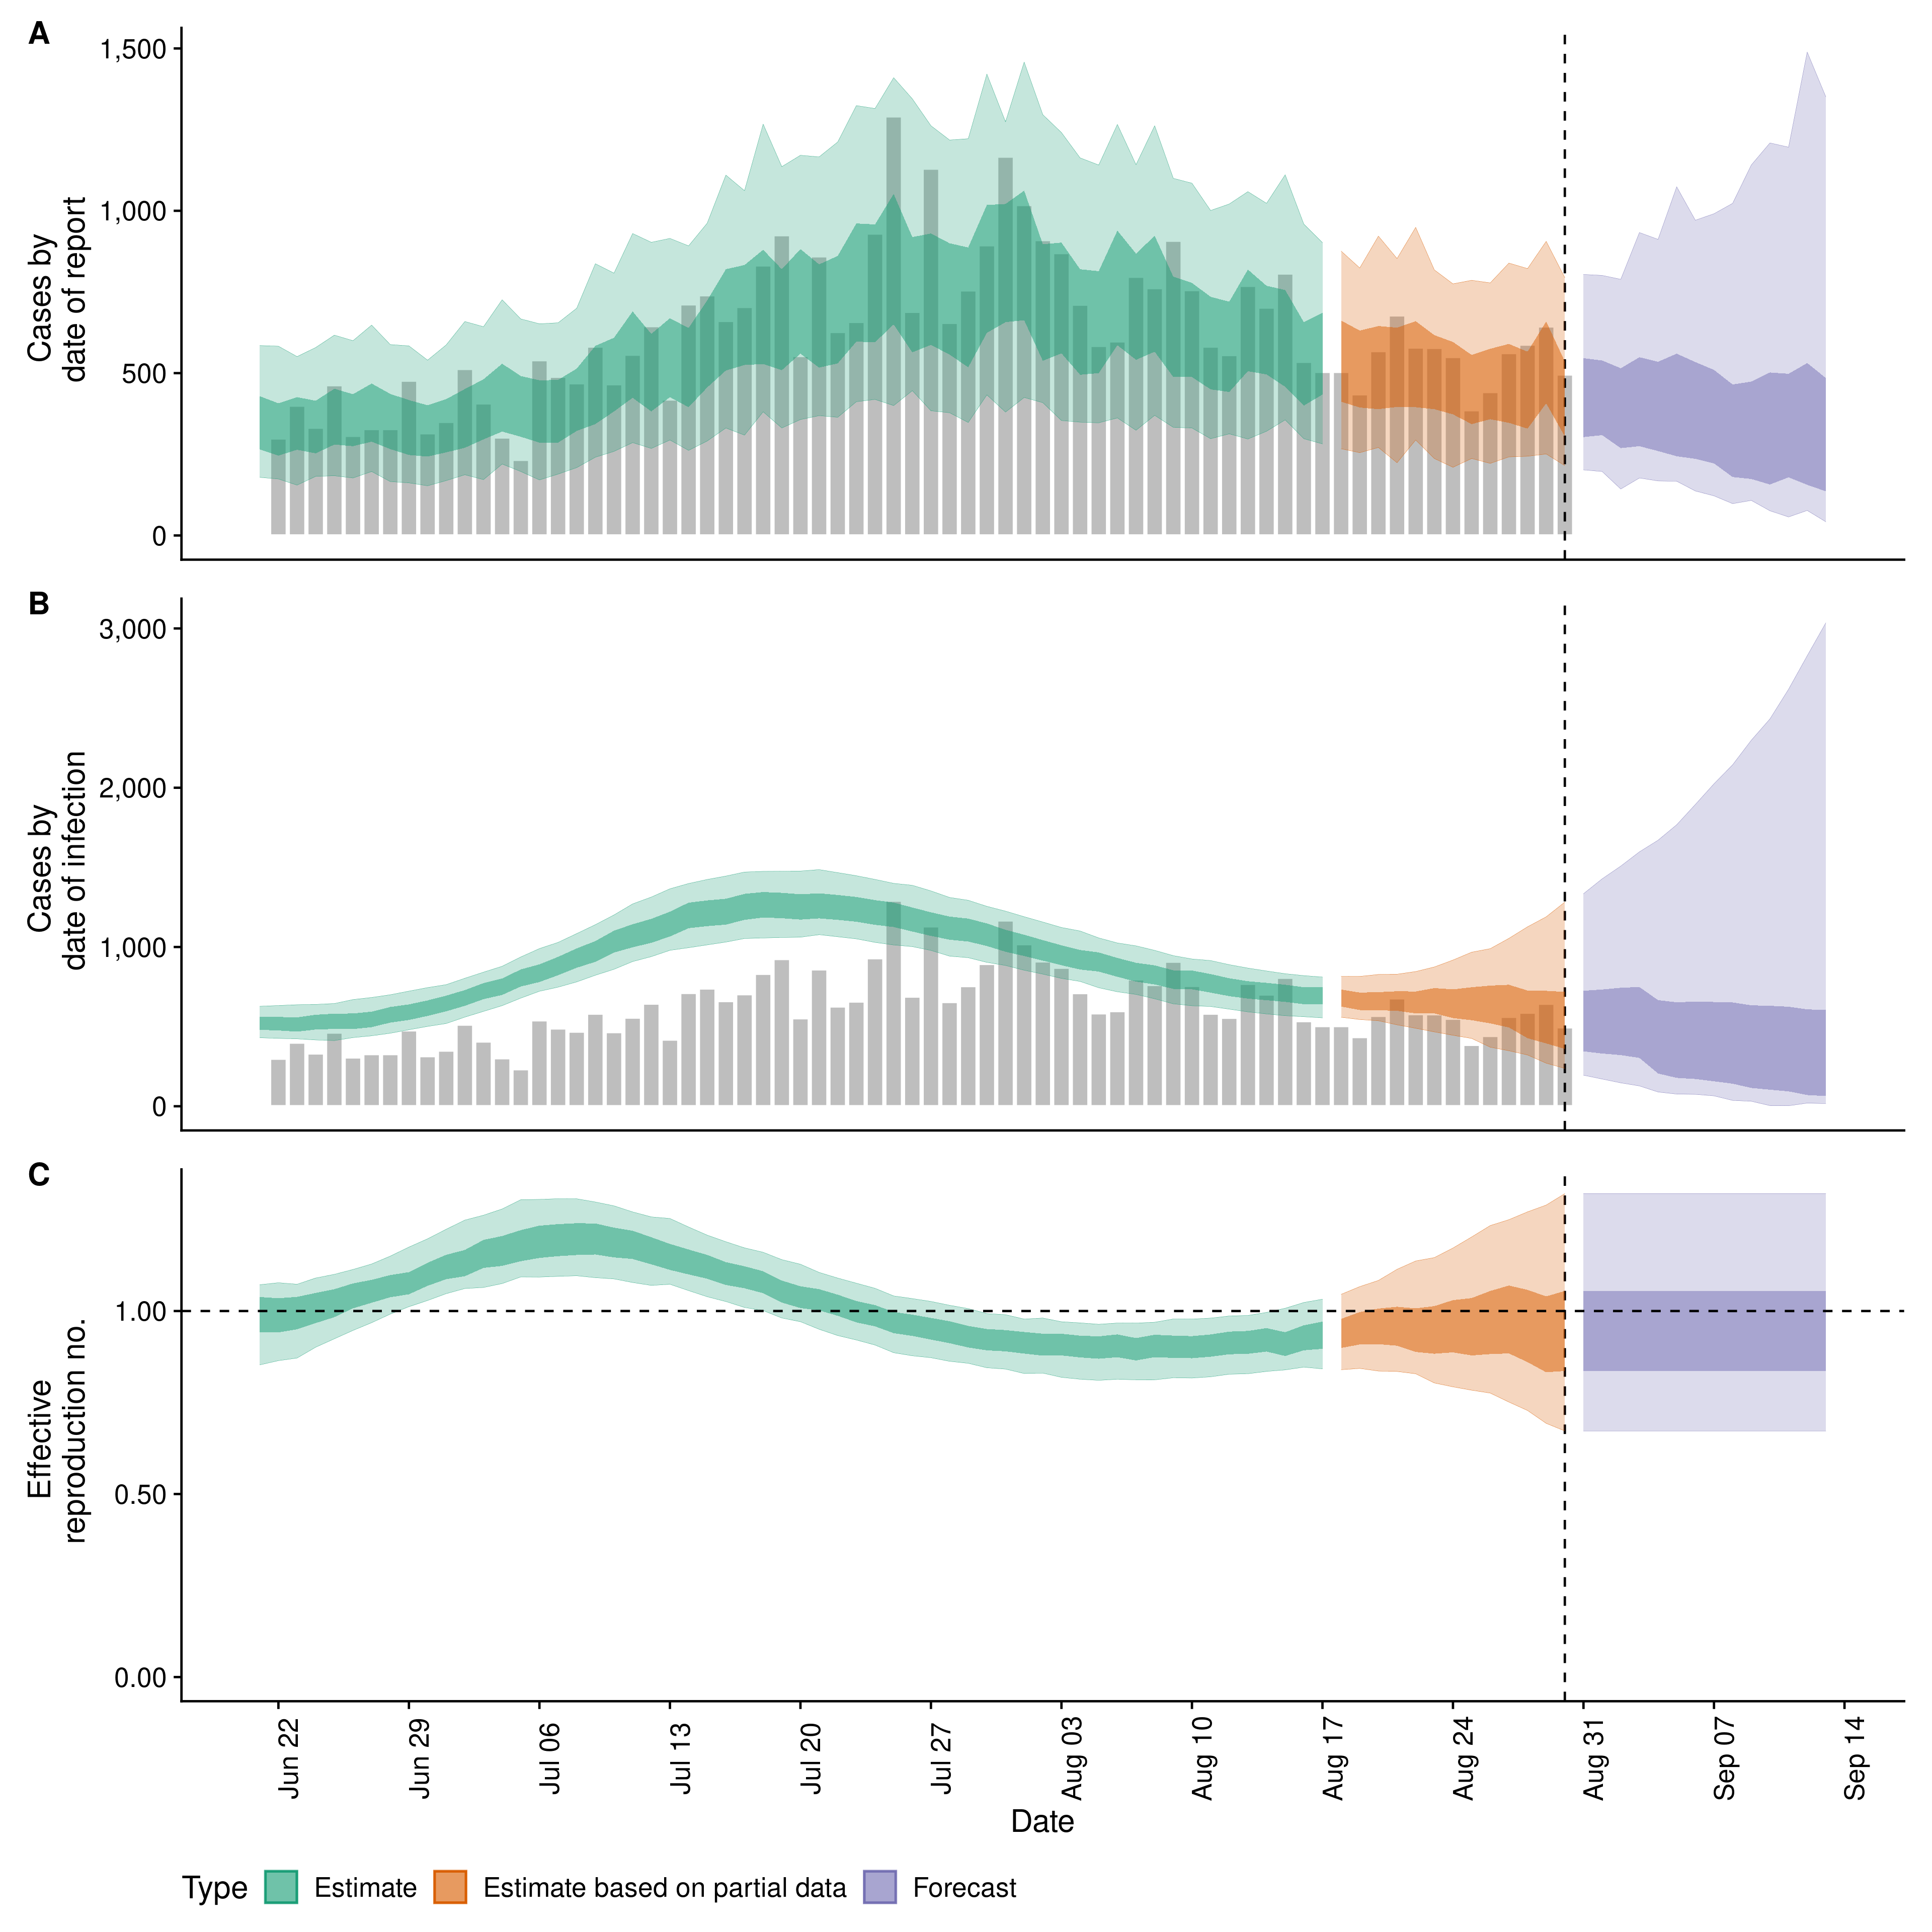 A
Cases by
date of report
1,500
1,000
500
0
B
Cases by
date of infection
3,000
2,000
1,000
0
C
Effective
reproduction no.
1.00
0.50
0.00
Jun 22
Jun 29
Jul 06
Jul 13
Jul 20
Jul 27
Aug 03
Aug 10
Aug 17
Aug 24
Aug 31
Sep 07
Sep 14
Date
Type Estimate Estimate based on partial data Forecast